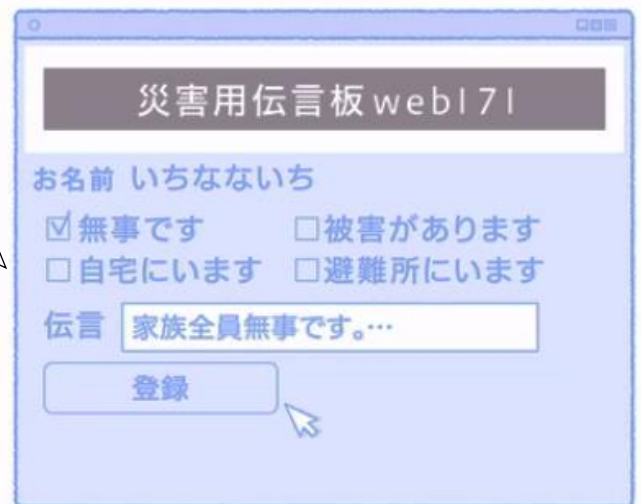 災害用伝言板web171
お名前 いちなないち
☑無事です □被害があります
□自宅にいます □避難所にいます
伝言 家族全員無事です。…
登録